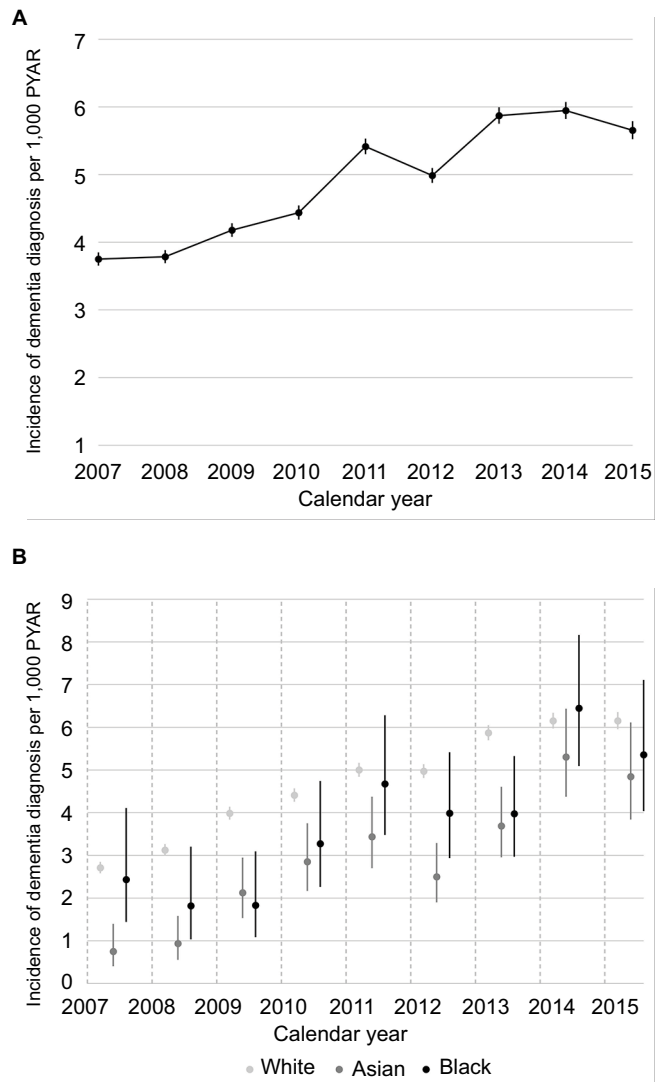 A
Incidence of dementia diagnosis per 1,000 PYAR
7
6
5
4
3
2
1
2007 2008 2009 2010 2011 2012 2013 2014 2015
Calendar year
B
Incidence of dementia diagnosis per 1,000 PYAR
9
8
7
6
5
4
3
2
1
0
2007 2008 2009 2010 2011 2012 2013 2014 2015
Calendar year
White Asian Black